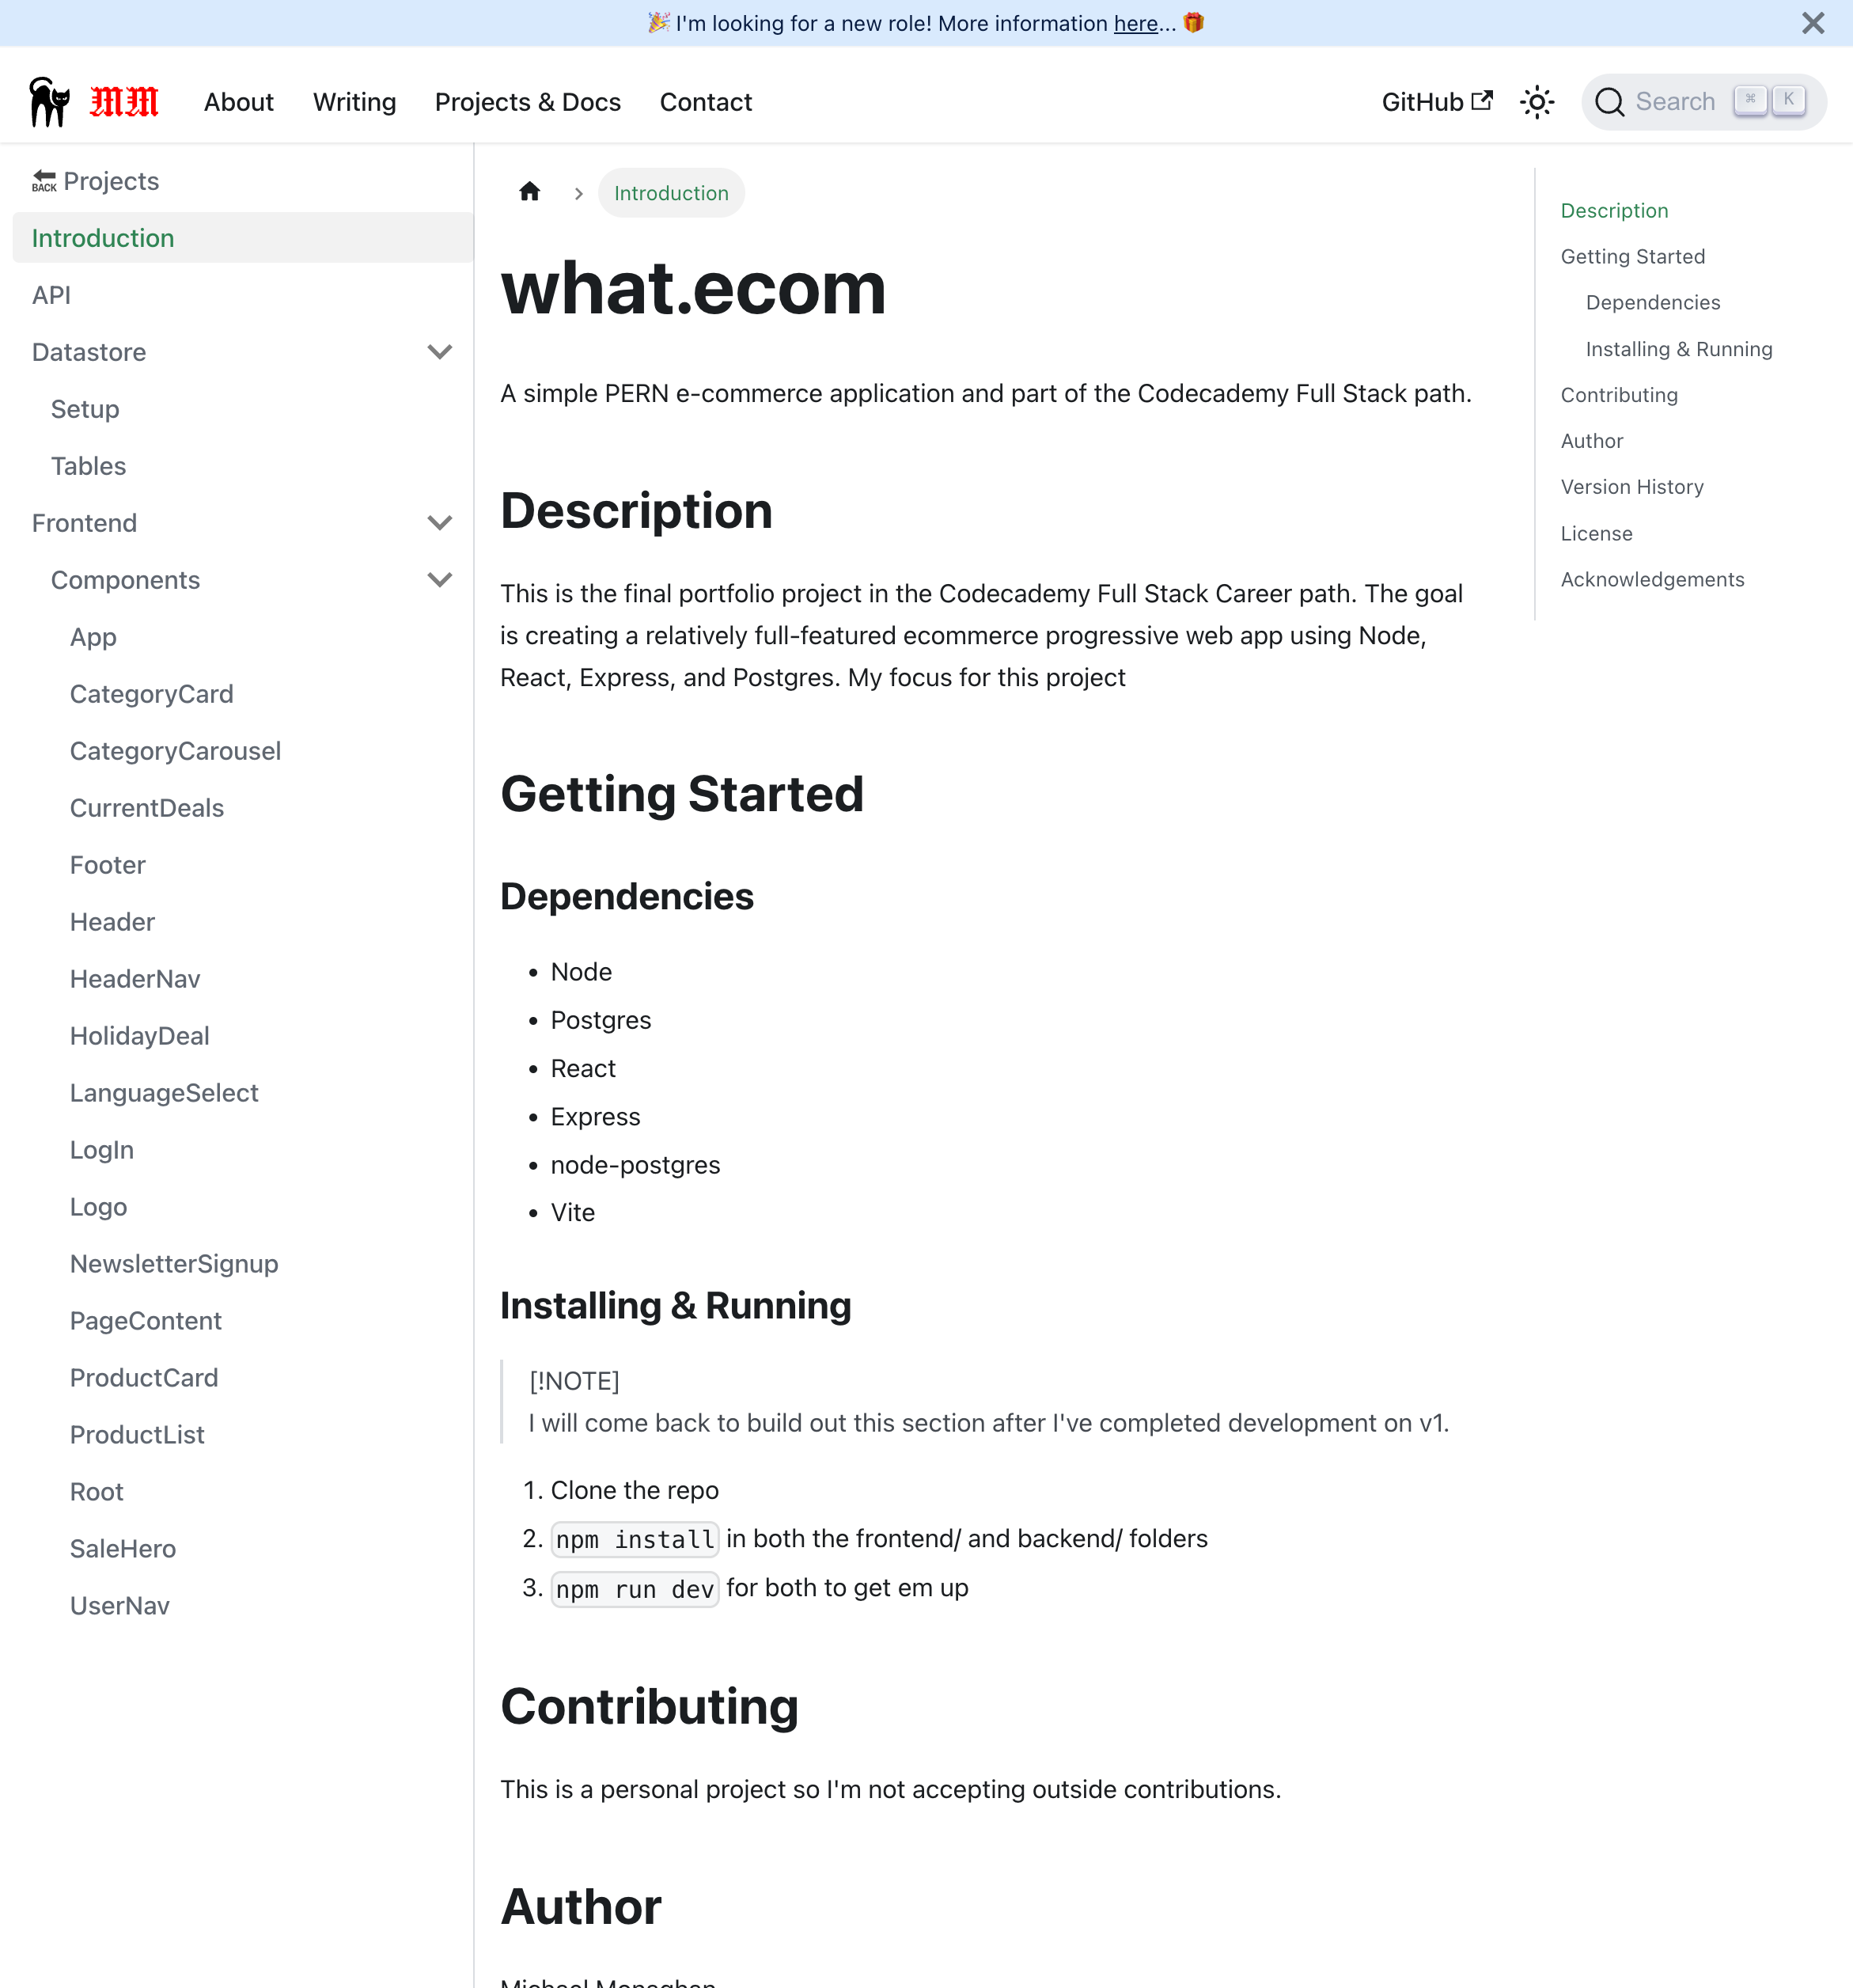 🎉 I'm looking for a new role! More information here... 🎁
MM
About
Writing
Projects & Docs
Contact
GitHub
Search
⌘
K
BACK Projects
Introduction
API
Datastore
Setup
Tables
Frontend
Components
App
CategoryCard
CategoryCarousel
CurrentDeals
Footer
Header
HeaderNav
HolidayDeal
LanguageSelect
LogIn
Logo
NewsletterSignup
PageContent
ProductCard
ProductList
Root
SaleHero
UserNav
Introduction
what.ecom
A simple PERN e-commerce application and part of the Codecademy Full Stack path.
Description
This is the final portfolio project in the Codecademy Full Stack Career path. The goal
is creating a relatively full-featured ecommerce progressive web app using Node,
React, Express, and Postgres. My focus for this project
Getting Started
Dependencies
• Node
• Postgres
• React
• Express
• node-postgres
• Vite
Installing & Running
[!NOTE]
I will come back to build out this section after I've completed development on v1.
1. Clone the repo
2. npm install in both the frontend/ and backend/ folders
3. npm run dev for both to get em up
Contributing
This is a personal project so I'm not accepting outside contributions.
Author
Michael Monaghan
Description
Getting Started
Dependencies
Installing & Running
Contributing
Author
Version History
License
Acknowledgements